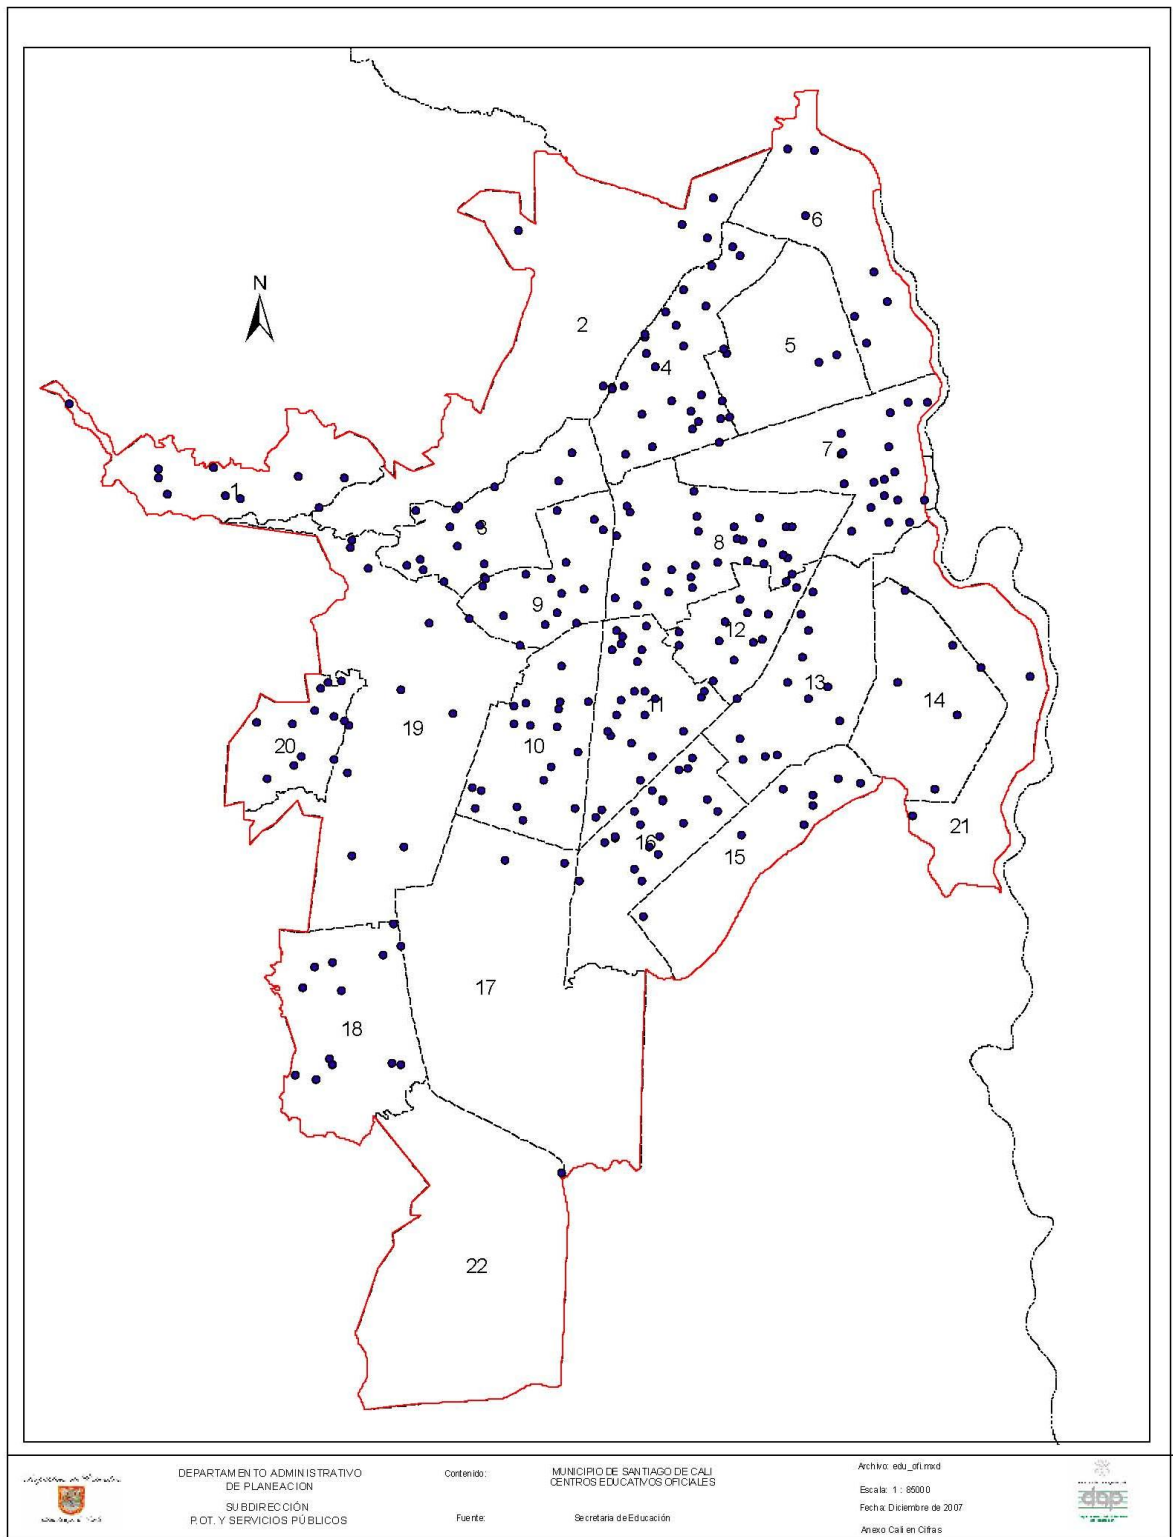 N
6
2
5
4
7
1
3
8
9
12
13
11
14
19
10
20
16
15
21
17
18
22
DEPARTAMENTO ADMINISTRATIVO
DE PLANEACION
SUBDIRECCIÓN
P.O.T. Y SERVICIOS PÚBLICOS
Contenido:
MUNICIPIO DE SANTIAGO DE CALI
CENTROS EDUCATIVOS OFICIALES
Fuente:
Secretaria de Educación
Archivo: edu_ofi.mxd
Escala: 1 : 85000
Fecha: Diciembre de 2007
Anexo Cali en Cifras
dap